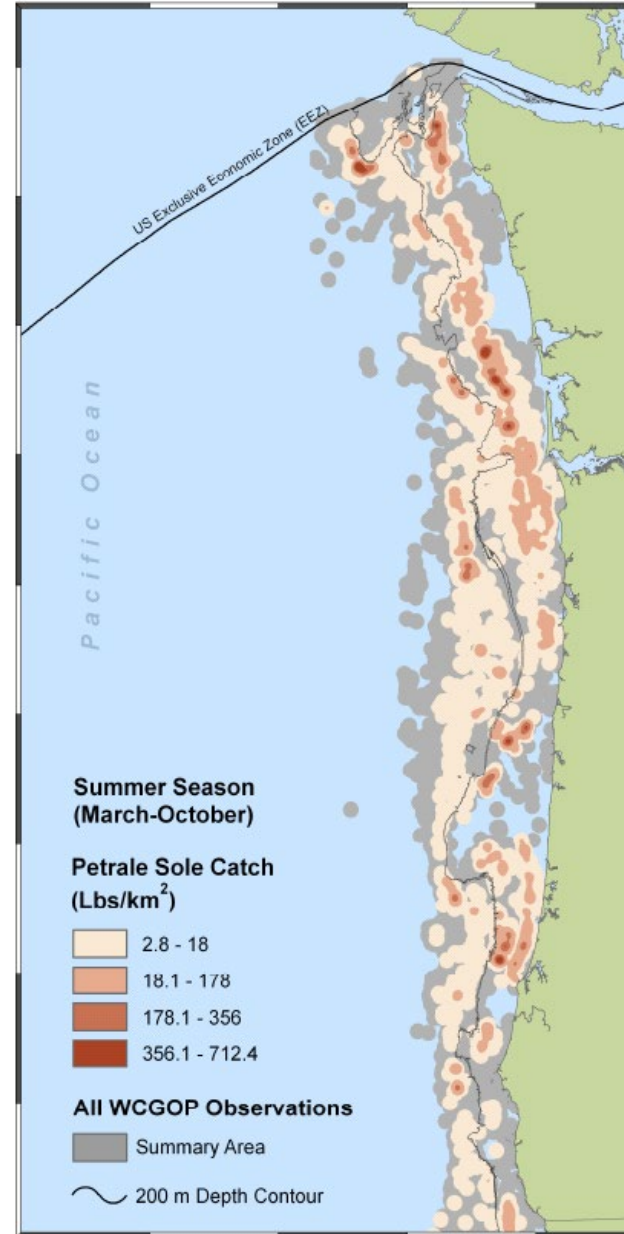 US Exclusive Economic Zone (EEZ)
Pacific Ocean
Summer Season
(March-October)
Petrale Sole Catch
(Lbs/km²)
2.8 - 18
18.1 - 178
178.1 - 356
356.1 - 712.4
All WCGOP Observations
Summary Area
200 m Depth Contour